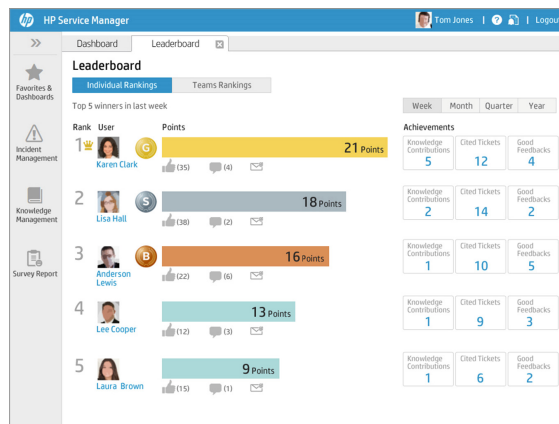 hp HP Service Manager
Tom Jones | ? | Logout
Dashboard Leaderboard
Favorites &
Dashboards
Incident
Management
Knowledge
Management
Survey Report
Leaderboard
Individual Rankings Teams Rankings
Top 5 winners in last week
Week Month Quarter Year
Rank User Points Achievements
1 Karen Clark G 21 Points
(35) (4)
Knowledge Contributions 5 Cited Tickets 12 Good Feedbacks 4
2 Lisa Hall S 18 Points
(38) (2)
Knowledge Contributions 2 Cited Tickets 14 Good Feedbacks 2
3 Anderson Lewis B 16 Points
(22) (6)
Knowledge Contributions 1 Cited Tickets 10 Good Feedbacks 5
4 Lee Cooper 13 Points
(12) (3)
Knowledge Contributions 1 Cited Tickets 9 Good Feedbacks 3
5 Laura Brown 9 Points
(15) (1)
Knowledge Contributions 1 Cited Tickets 6 Good Feedbacks 2